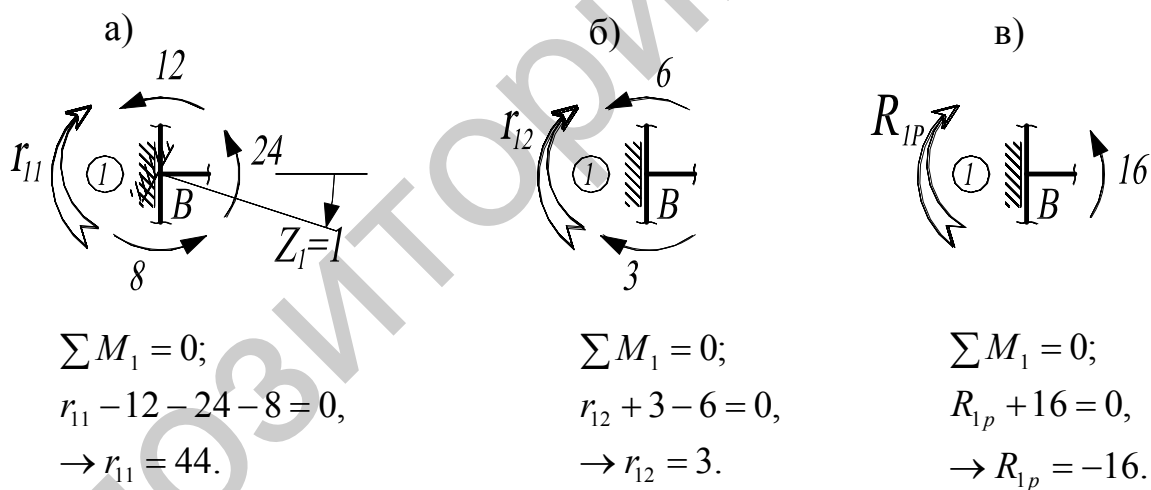 а)
12
r₁₁
1
24
B
Z₁=1
8
∑ M₁ = 0;
r₁₁ −12 − 24 − 8 = 0,
→ r₁₁ = 44.
б)
6
r₁₂
1
B
3
∑ M₁ = 0;
r₁₂ + 3 − 6 = 0,
→ r₁₂ = 3.
в)
R₁P
1
B
16
∑ M₁ = 0;
R₁p + 16 = 0,
→ R₁p = −16.